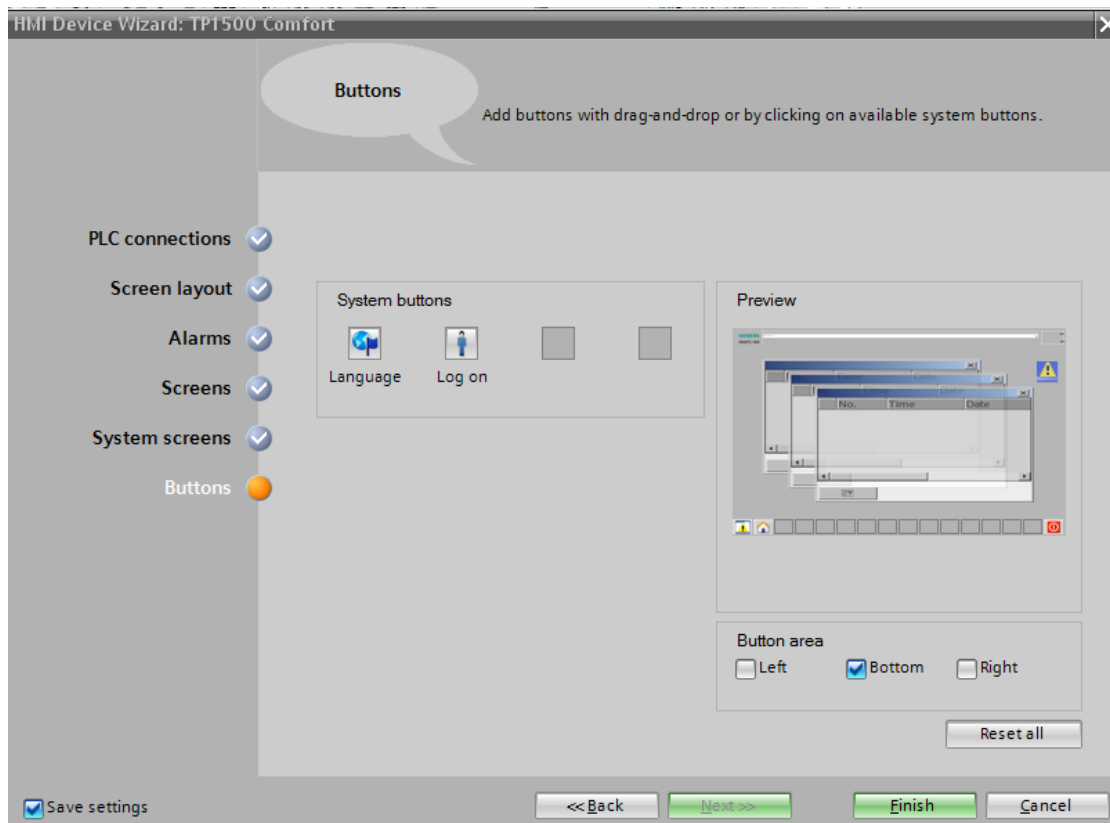 HMI Device Wizard: TP1500 Comfort
Buttons
Add buttons with drag-and-drop or by clicking on available system buttons.
PLC connections
Screen layout
Alarms
Screens
System screens
Buttons
System buttons
Language
Log on
Preview
SIEMENS
No. Time Date
Button area
Left
Bottom
Right
Reset all
Save settings
<< Back
Next >>
Finish
Cancel